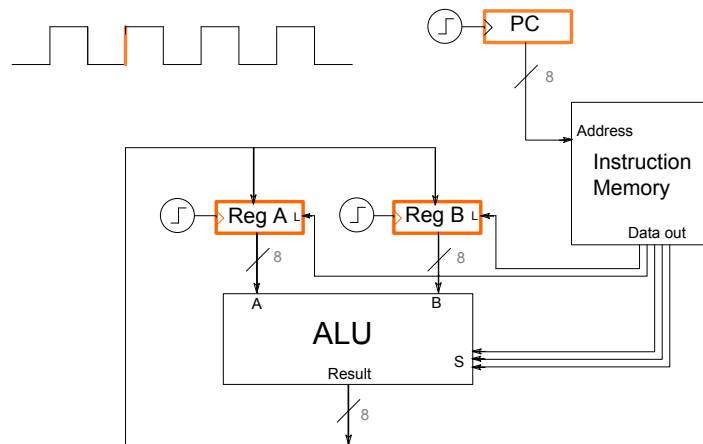 PC
8
Address
Instruction
Memory
Data out
Reg A L
Reg B L
8
8
A
B
ALU
S
Result
8